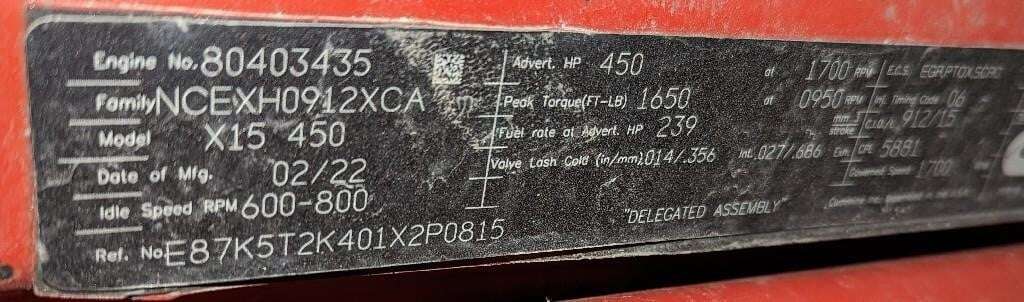 Engine No. 80403435
Family NCEXH0912XCA
Model X15 450
Date of Mfg. 02/22
Idle Speed RPM 600-800
Ref. No E87K5T2K401X2P0815
Advert. HP 450 at 1700 RPM
Peak Torque(FT-LB) 1650 at 0950 RPM
Fuel rate at Advert. HP 239 mm stroke
Valve Lash Cold (in/mm) .014/.356 Int. .027/.686 Exh.
"DELEGATED ASSEMBLY"
E.C.S.
Inj. Timing Code 06
C.I.D/L 912/15
CPL 5881
Governed Speed 1700